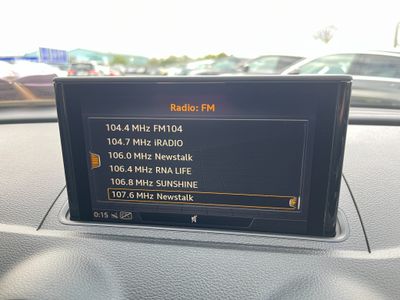 Radio: FM
104.4 MHz FM104
104.7 MHz iRADIO
106.0 MHz Newstalk
106.4 MHz RNA LIFE
106.8 MHz SUNSHINE
107.6 MHz Newstalk
0:15